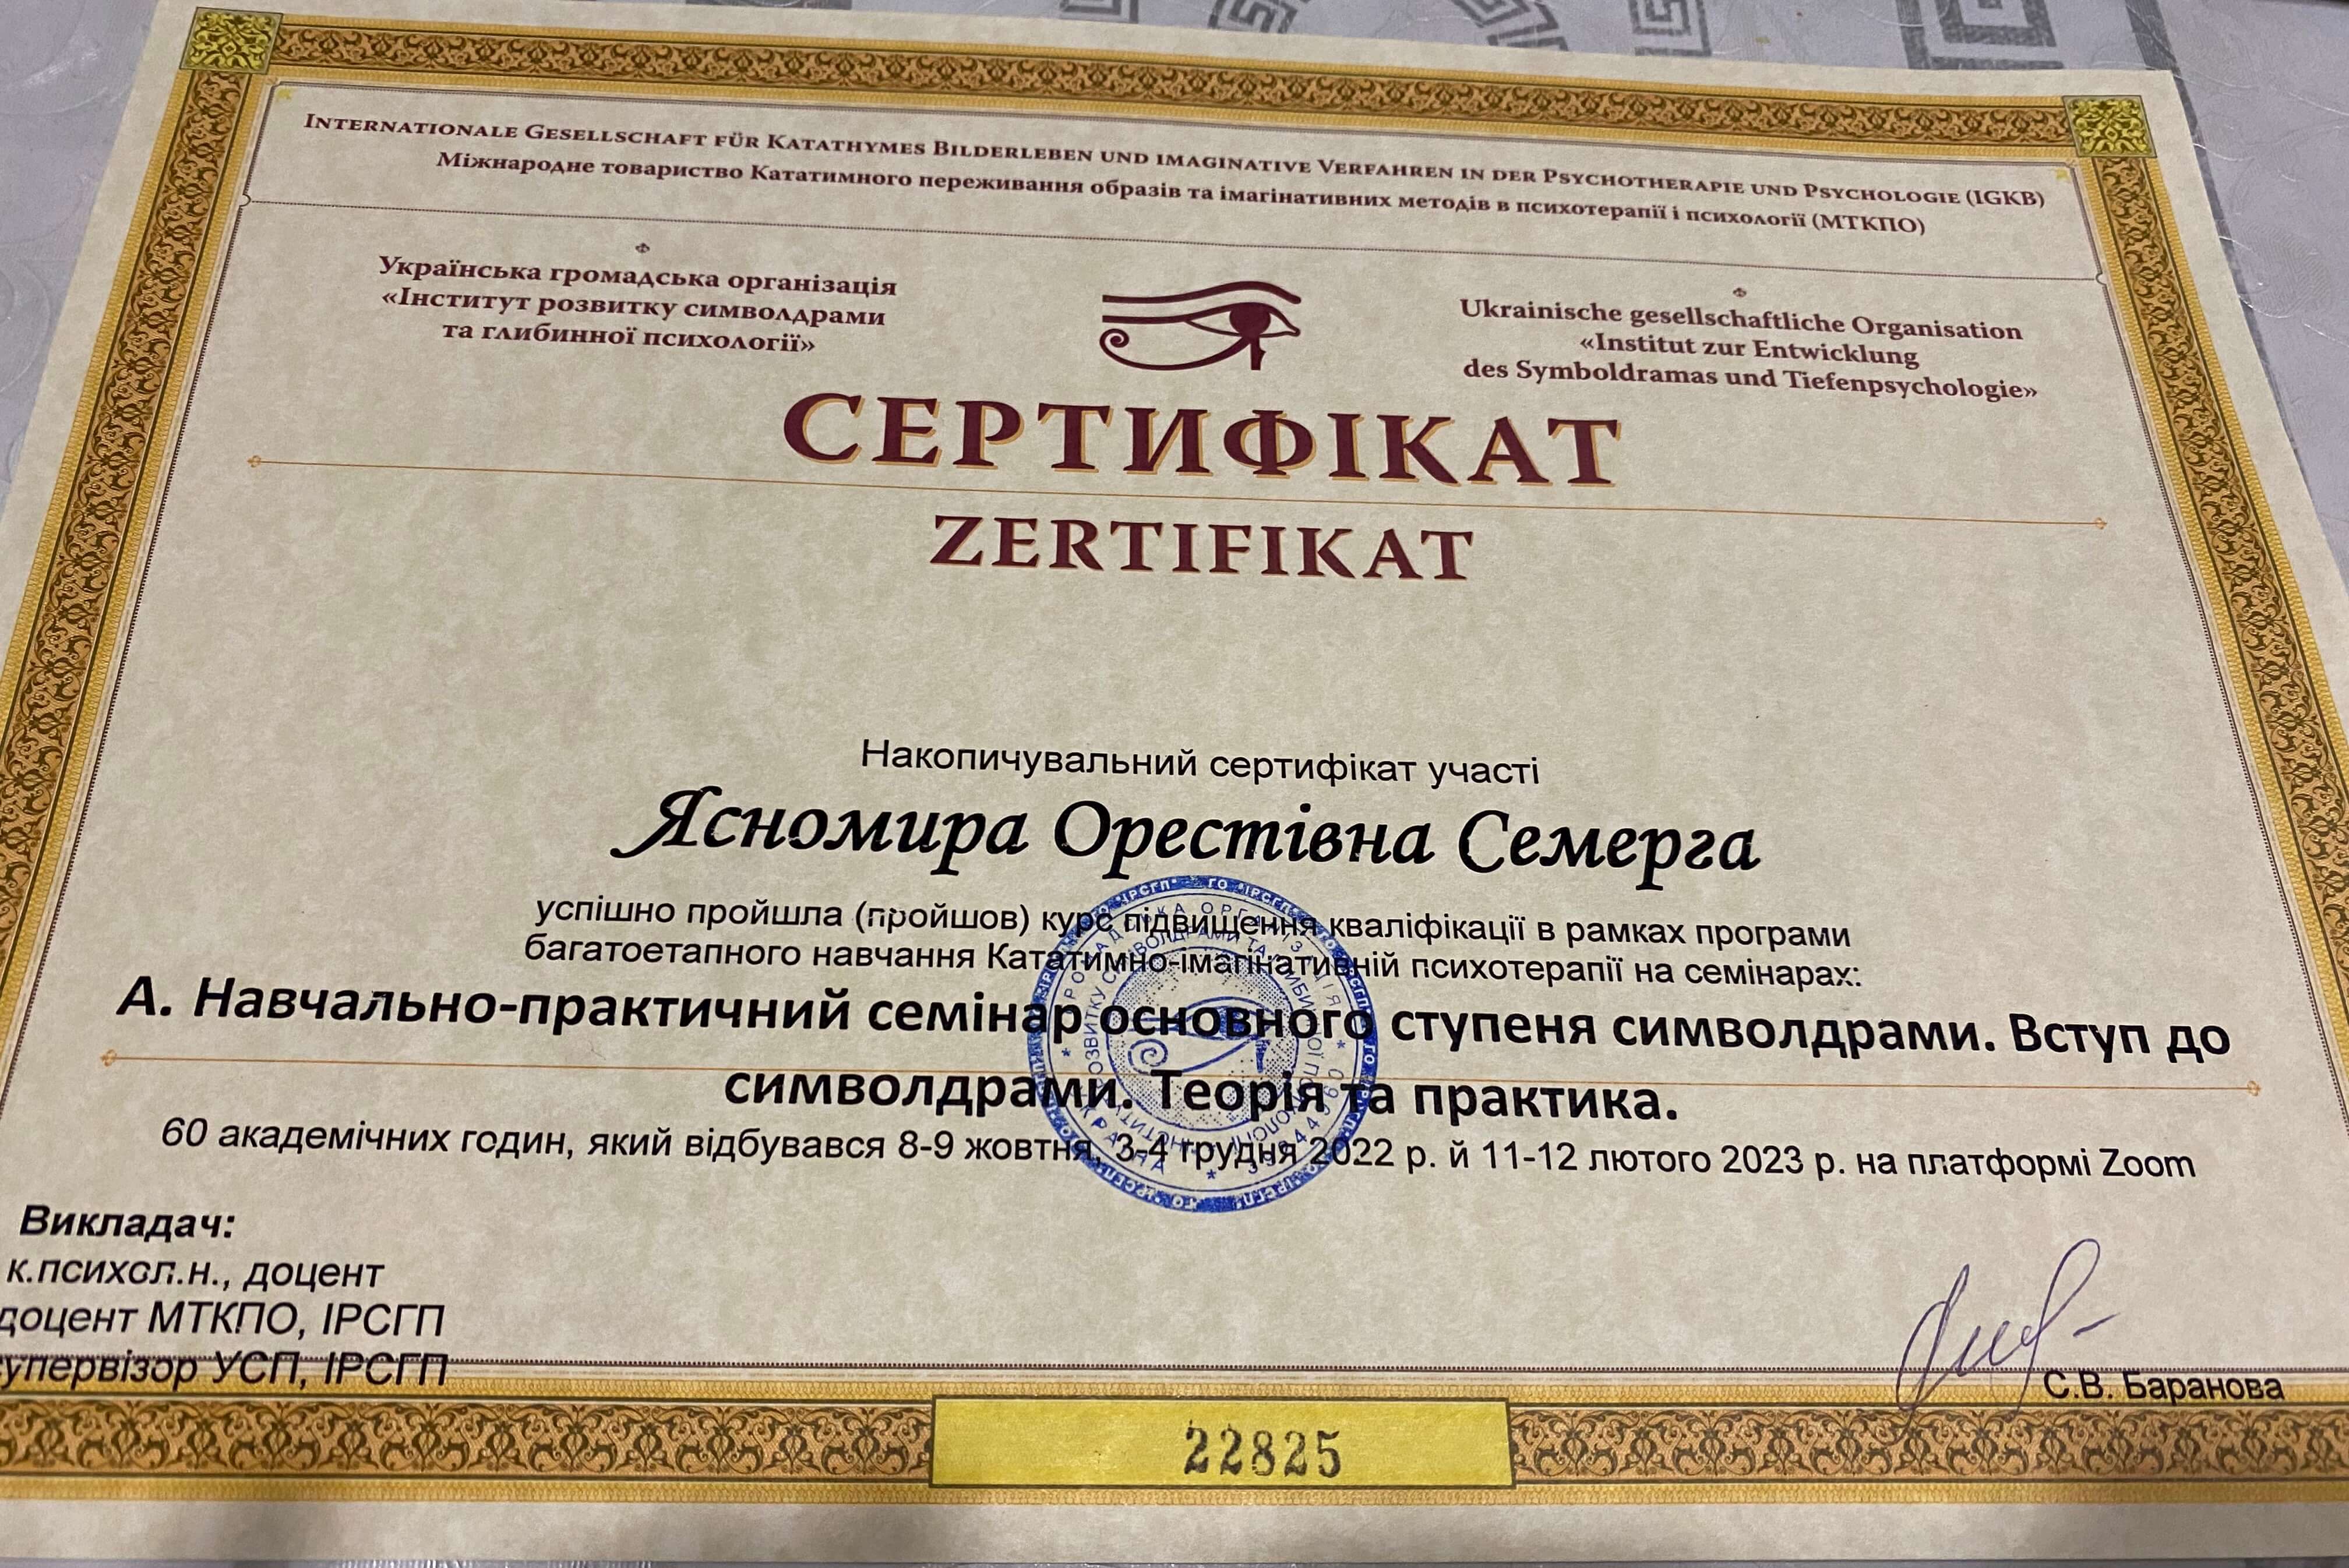 Internationale Gesellschaft für Katathymes Bilderleben und imaginative Verfahren in der Psychotherapie und Psychologie (IGKB)
Міжнародне товариство Кататимного переживання образів та імагінативних методів в психотерапії і психології (МТКПО)
Українська громадська організація
«Інститут розвитку символдрами
та глибинної психології»
Ukrainische gesellschaftliche Organisation
«Institut zur Entwicklung
des Symboldramas und Tiefenpsychologie»
СЕРТИФІКАТ
ZERTIFIKAT
Накопичувальний сертифікат участі
Ясномира Орестівна Семерга
успішно пройшла (пройшов) курс підвищення кваліфікації в рамках програми
багатоетапного навчання Кататимно-імагінативній психотерапії на семінарах:
А. Навчально-практичний семінар основного ступеня символдрами. Вступ до
символдрами. Теорія та практика.
60 академічних годин, який відбувався 8-9 жовтня, 3-4 грудня 2022 р. й 11-12 лютого 2023 р. на платформі Zoom
Викладач:
к.психол.н., доцент
доцент МТКПО, ІРСГП
супервізор УСП, ІРСГП
С.В. Баранова
22825